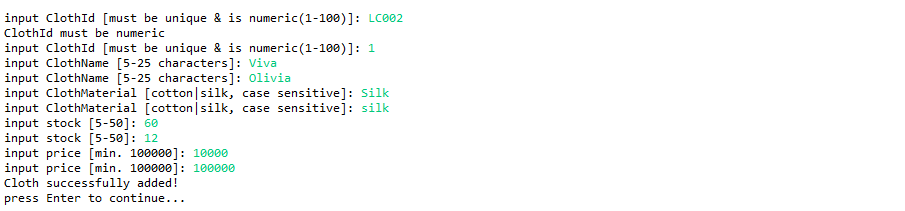 input ClothId [must be unique & is numeric(1-100)]: LC002
ClothId must be numeric
input ClothId [must be unique & is numeric(1-100)]: 1
input ClothName [5-25 characters]: Viva
input ClothName [5-25 characters]: Olivia
input ClothMaterial [cotton|silk, case sensitive]: Silk
input ClothMaterial [cotton|silk, case sensitive]: silk
input stock [5-50]: 60
input stock [5-50]: 12
input price [min. 100000]: 10000
input price [min. 100000]: 100000
Cloth successfully added!
press Enter to continue...